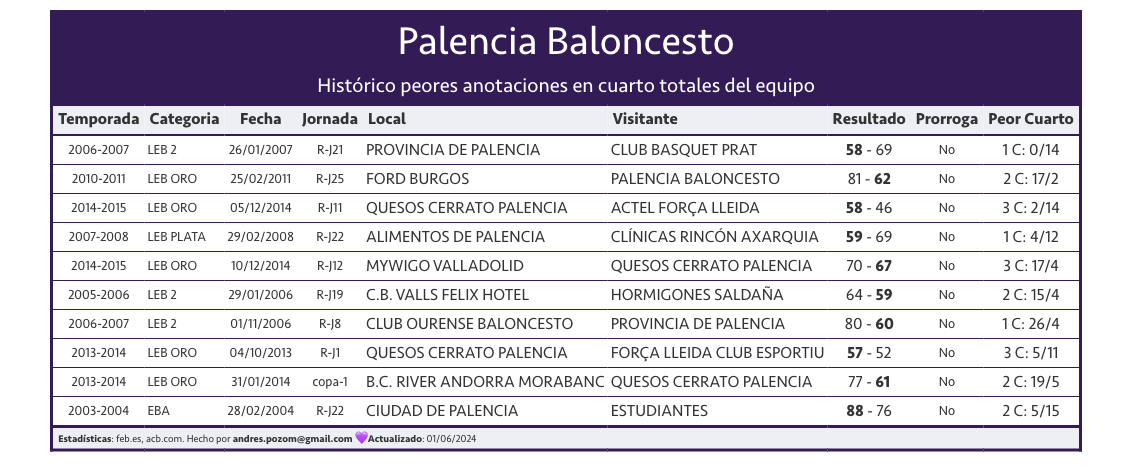 Palencia Baloncesto
Histórico peores anotaciones en cuarto totales del equipo
Temporada Categoria Fecha Jornada Local Visitante Resultado Prorroga Peor Cuarto
2006-2007 LEB 2 26/01/2007 R-J21 PROVINCIA DE PALENCIA CLUB BASQUET PRAT 58 - 69 No 1 C: 0/14
2010-2011 LEB ORO 25/02/2011 R-J25 FORD BURGOS PALENCIA BALONCESTO 81 - 62 No 2 C: 17/2
2014-2015 LEB ORO 05/12/2014 R-J11 QUESOS CERRATO PALENCIA ACTEL FORÇA LLEIDA 58 - 46 No 3 C: 2/14
2007-2008 LEB PLATA 29/02/2008 R-J22 ALIMENTOS DE PALENCIA CLÍNICAS RINCÓN AXARQUIA 59 - 69 No 1 C: 4/12
2014-2015 LEB ORO 10/12/2014 R-J12 MYWIGO VALLADOLID QUESOS CERRATO PALENCIA 70 - 67 No 3 C: 17/4
2005-2006 LEB 2 29/01/2006 R-J19 C.B. VALLS FELIX HOTEL HORMIGONES SALDAÑA 64 - 59 No 2 C: 15/4
2006-2007 LEB 2 01/11/2006 R-J8 CLUB OURENSE BALONCESTO PROVINCIA DE PALENCIA 80 - 60 No 1 C: 26/4
2013-2014 LEB ORO 04/10/2013 R-J1 QUESOS CERRATO PALENCIA FORÇA LLEIDA CLUB ESPORTIU 57 - 52 No 3 C: 5/11
2013-2014 LEB ORO 31/01/2014 copa-1 B.C. RIVER ANDORRA MORABANC QUESOS CERRATO PALENCIA 77 - 61 No 2 C: 19/5
2003-2004 EBA 28/02/2004 R-J22 CIUDAD DE PALENCIA ESTUDIANTES 88 - 76 No 2 C: 5/15
Estadísticas: feb.es, acb.com. Hecho por andres.pozom@gmail.com 💜Actualizado: 01/06/2024